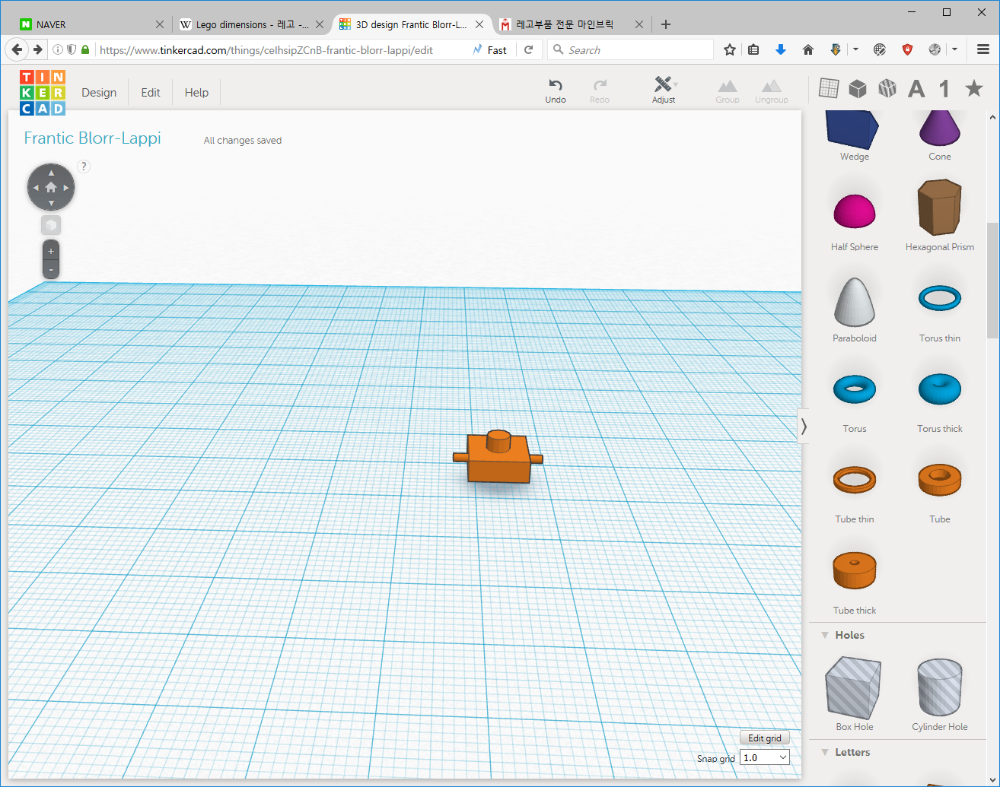 NAVER
Lego dimensions - 레고 -...
3D design Frantic Blorr-L...
레고부품 전문 마인브릭
https://www.tinkercad.com/things/celhsipZCnB-frantic-blorr-lappi/edit
Fast
Search
TIN
KER
CAD
Design
Edit
Help
Undo
Redo
Adjust
Group
Ungroup
A
1
Frantic Blorr-Lappi
All changes saved
?
+
-
Wedge
Cone
Half Sphere
Hexagonal Prism
Paraboloid
Torus thin
Torus
Torus thick
Tube thin
Tube
Tube thick
Holes
Box Hole
Cylinder Hole
Edit grid
Snap grid
1.0
Letters